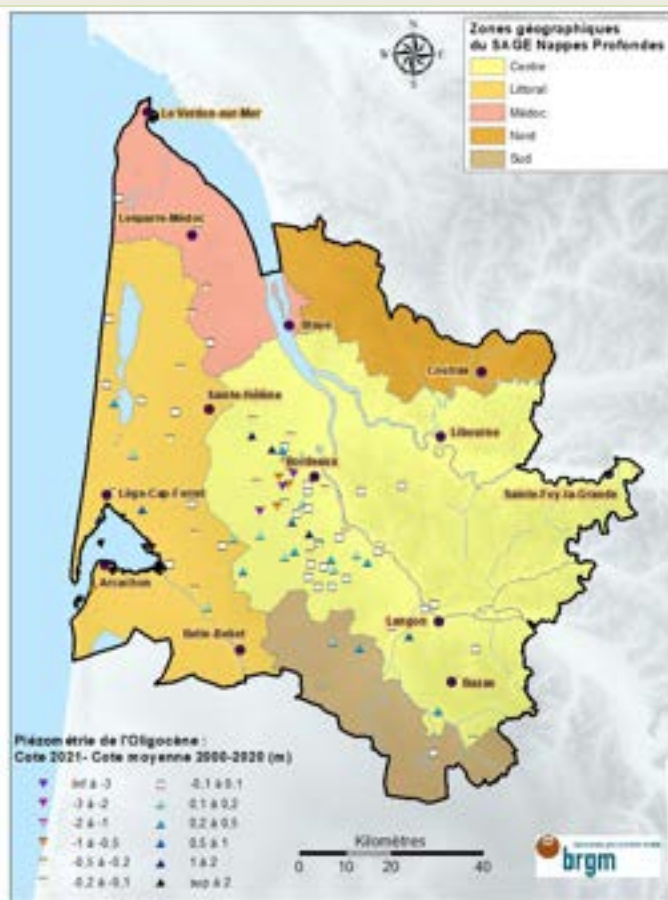 Zones géographiques
du SAGE Nappes Profondes
Centre
Littoral
Médoc
Nord
Sud
N
E
S
Le Verdon-sur-Mer
Lesparre-Médoc
Blaye
Coutras
Sainte-Hélène
Libourne
Bordeaux
Sainte-Foy-la-Grande
Lège-Cap-Ferret
Arcachon
Langon
Belin-Beliet
Bazas
Piézométrie de l'Oligocène :
Cote 2021- Cote moyenne 2000-2020 (m)
Inf à -3
-3 à -2
-2 à -1
-1 à -0.5
-0.5 à -0.2
-0.2 à -0.1
-0.1 à 0.1
0.1 à 0.2
0.2 à 0.5
0.5 à 1
1 à 2
sup à 2
Kilomètres
0 10 20 40
brgm